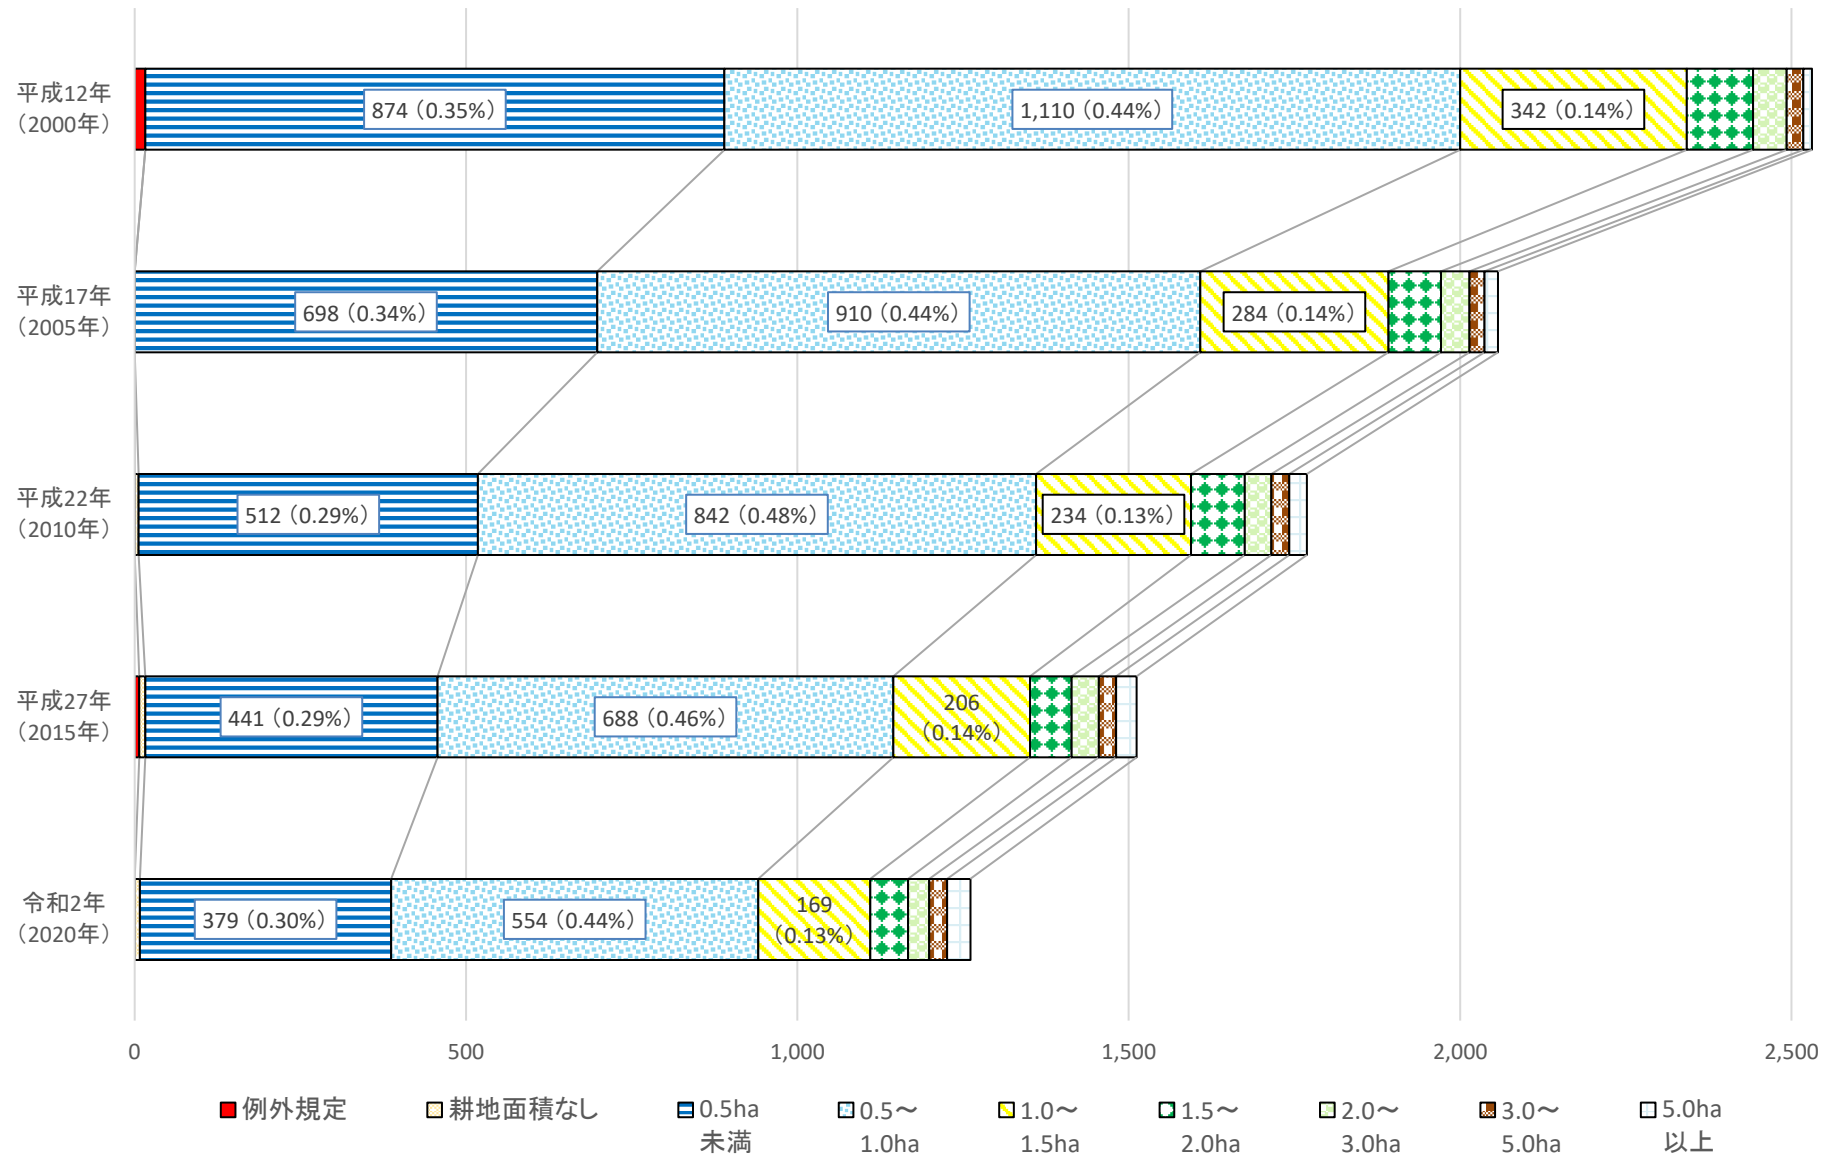 平成12年
（2000年）
874（0.35%）
1,110（0.44%）
342（0.14%）
平成17年
（2005年）
698（0.34%）
910（0.44%）
284（0.14%）
平成22年
（2010年）
512（0.29%）
842（0.48%）
234（0.13%）
平成27年
（2015年）
441（0.29%）
688（0.46%）
206
（0.14%）
令和2年
（2020年）
379（0.30%）
554（0.44%）
169
（0.13%）
0
500
1,000
1,500
2,000
2,500
例外規定
耕地面積なし
0.5ha
未満
0.5～
1.0ha
1.0～
1.5ha
1.5～
2.0ha
2.0～
3.0ha
3.0～
5.0ha
5.0ha
以上